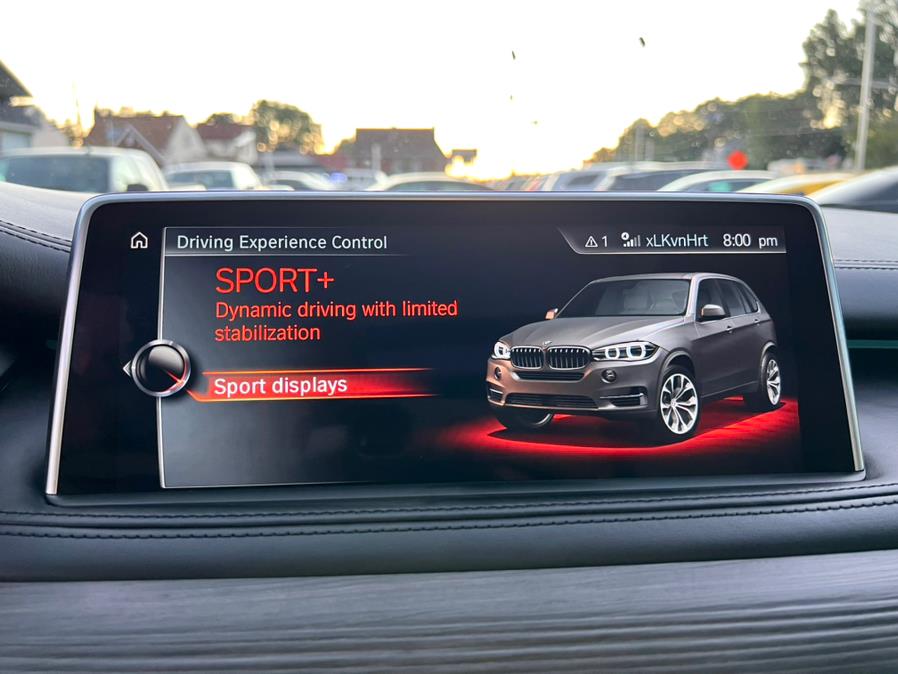 Driving Experience Control
1 xLKvnHrt 8:00 pm
SPORT+
Dynamic driving with limited
stabilization
Sport displays